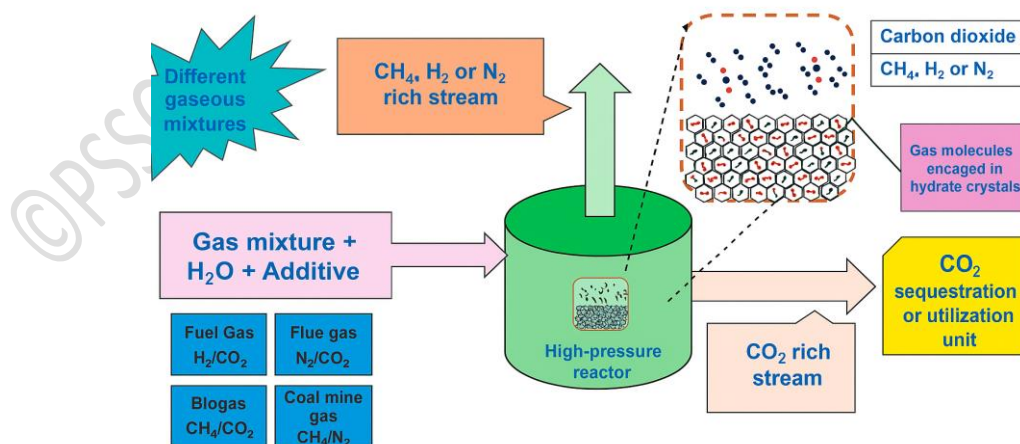 Different
gaseous
mixtures
CH₄, H₂ or N₂
rich stream
Carbon dioxide
CH₄, H₂ or N₂
Gas molecules
encaged in
hydrate crystals
©PSS
Gas mixture +
H₂O + Additive
High-pressure
reactor
CO₂
sequestration
or utilization
unit
CO₂ rich
stream
Fuel Gas
H₂/CO₂
Flue gas
N₂/CO₂
Blogas
CH₄/CO₂
Coal mine
gas
CH₄/N₂